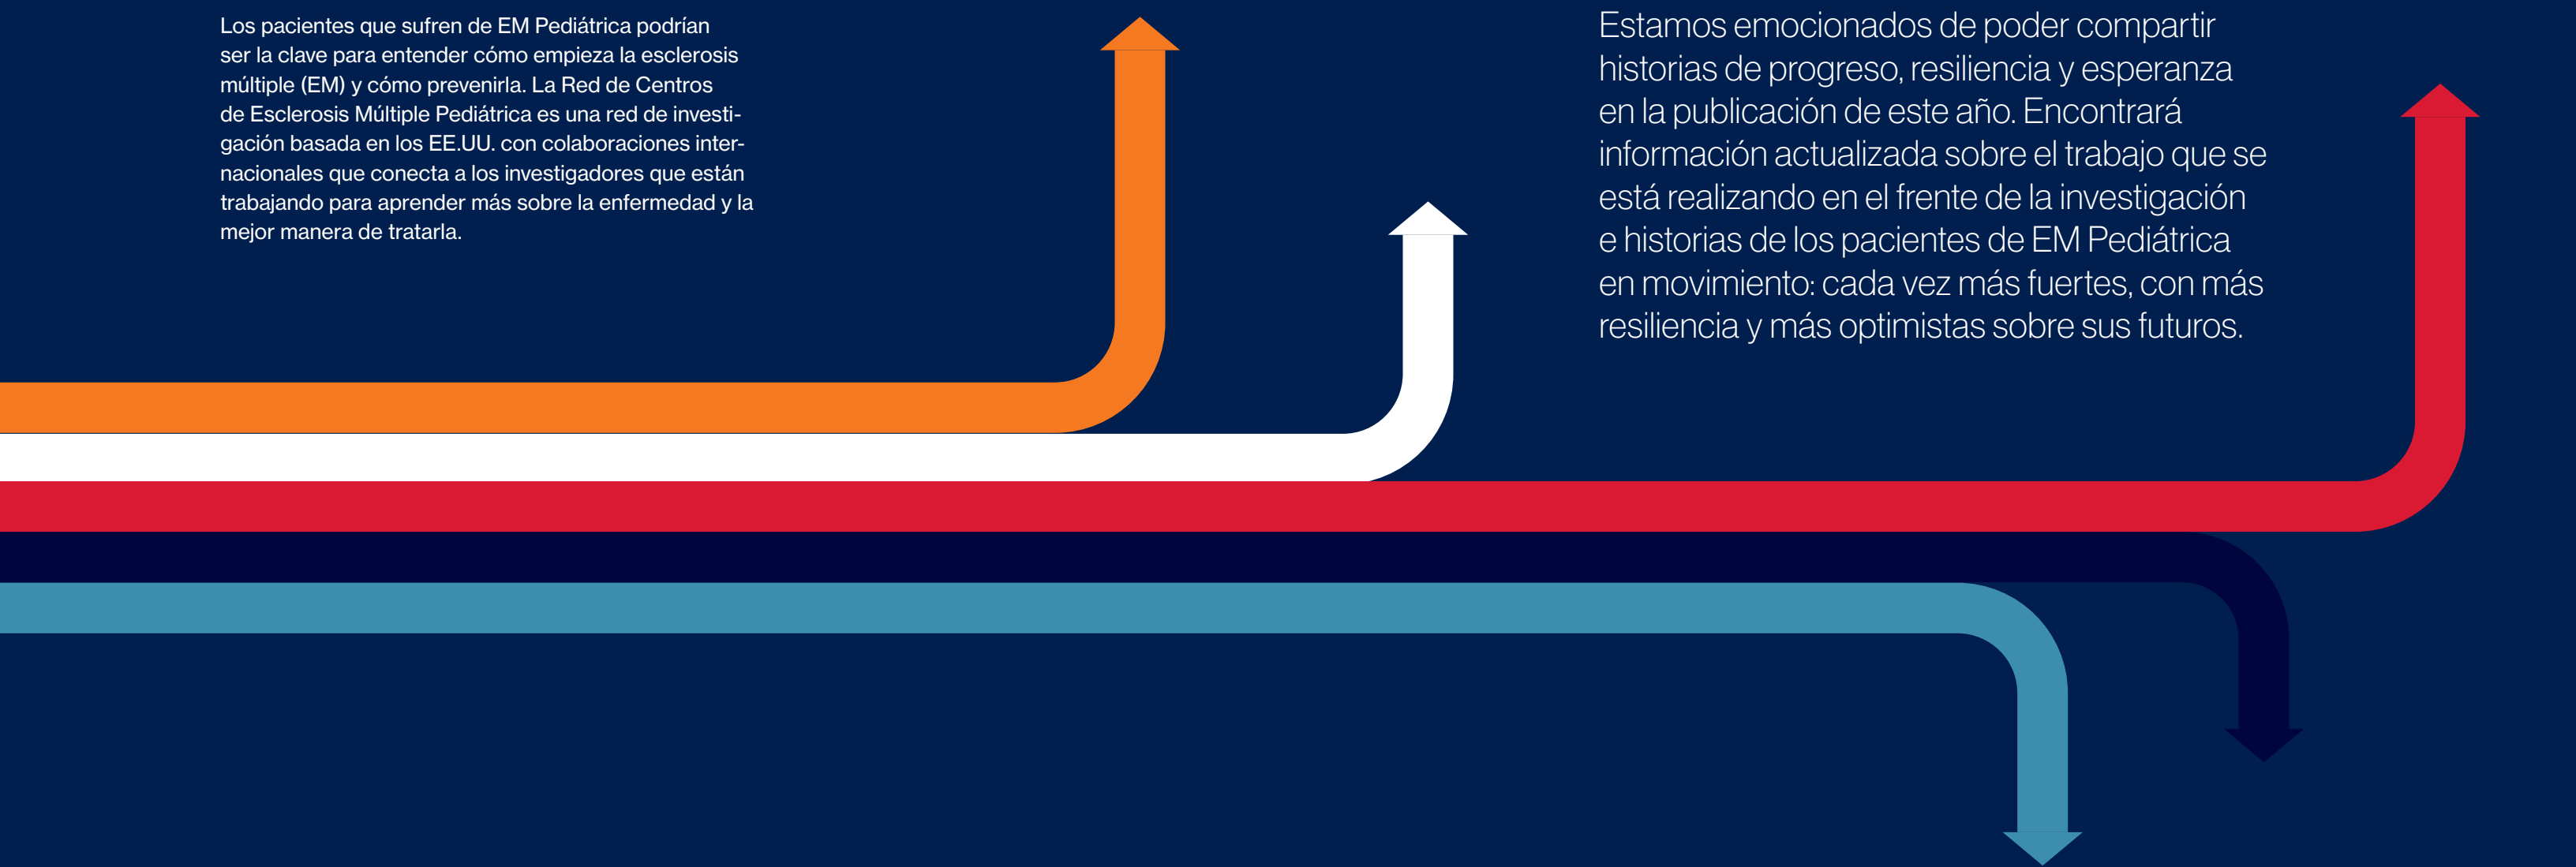 Los pacientes que sufren de EM Pediátrica podrían
ser la clave para entender cómo empieza la esclerosis
múltiple (EM) y cómo prevenirla. La Red de Centros
de Esclerosis Múltiple Pediátrica es una red de investi-
gación basada en los EE.UU. con colaboraciones inter-
nacionales que conecta a los investigadores que están
trabajando para aprender más sobre la enfermedad y la
mejor manera de tratarla.
Estamos emocionados de poder compartir
historias de progreso, resiliencia y esperanza
en la publicación de este año. Encontrará
información actualizada sobre el trabajo que se
está realizando en el frente de la investigación
e historias de los pacientes de EM Pediátrica
en movimiento: cada vez más fuertes, con más
resiliencia y más optimistas sobre sus futuros.